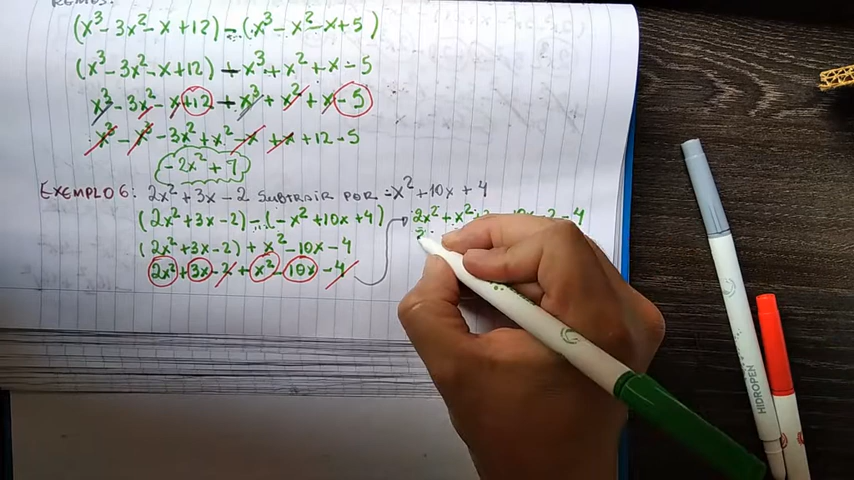 (x³-3x²-x+12)-(x³-x²-x+5)
(x³-3x²-x+12)-x³+x²+x-5
x³-3x²-x+12-x³+x²+x-5
x³-x³-3x²+x²-x+x+12-5
-2x²+7
EXEMPLO 6: 2x²+3x-2 SUBTRAIR POR -x²+10x+4
(2x²+3x-2)-(-x²+10x+4)
(2x²+3x-2)+x²-10x-4
2x²+3x-2+x²-10x-4
2x²+x²+3